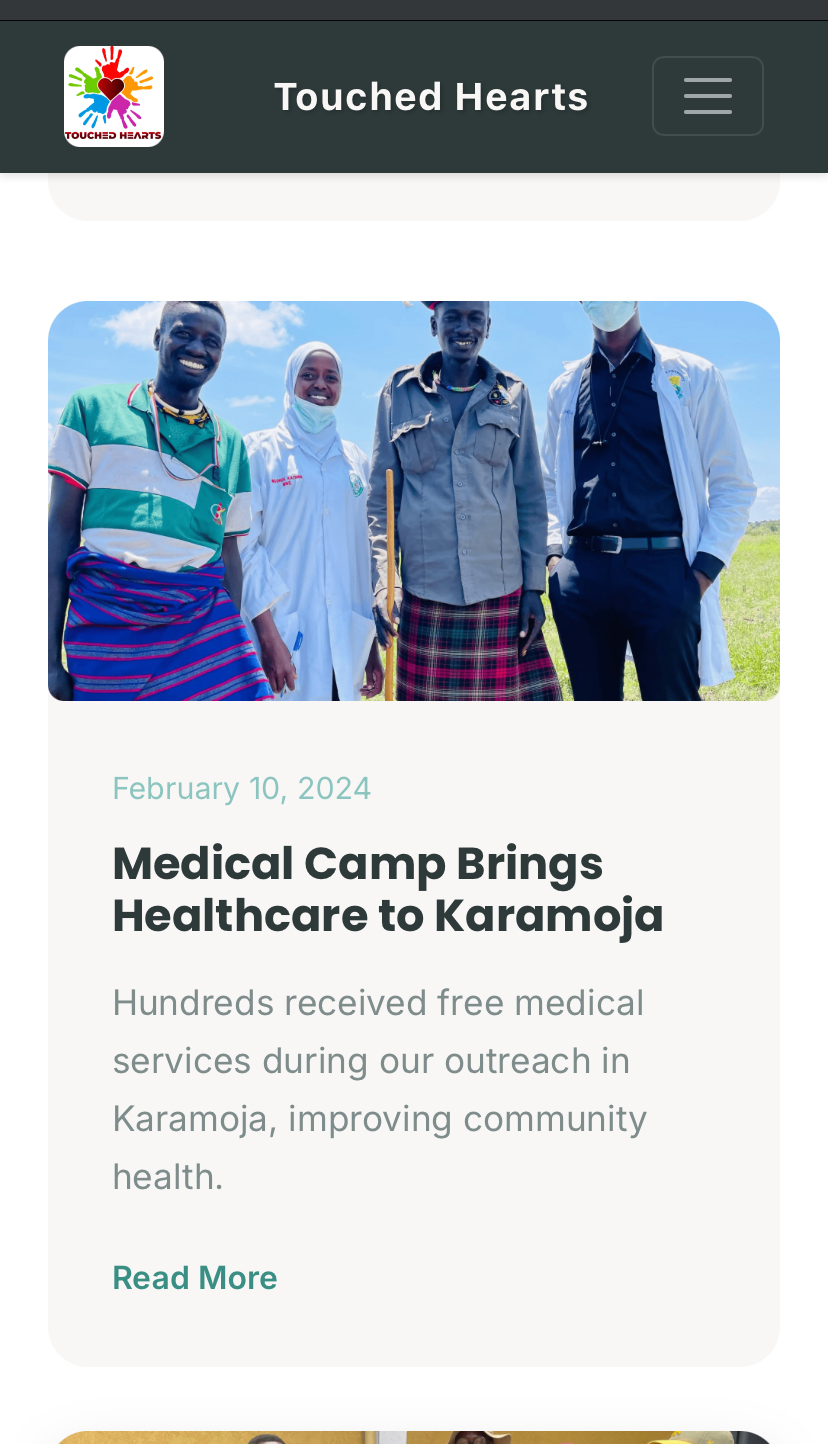 TOUCHED HEARTS
Touched Hearts
February 10, 2024
Medical Camp Brings
Healthcare to Karamoja
Hundreds received free medical
services during our outreach in
Karamoja, improving community
health.
Read More